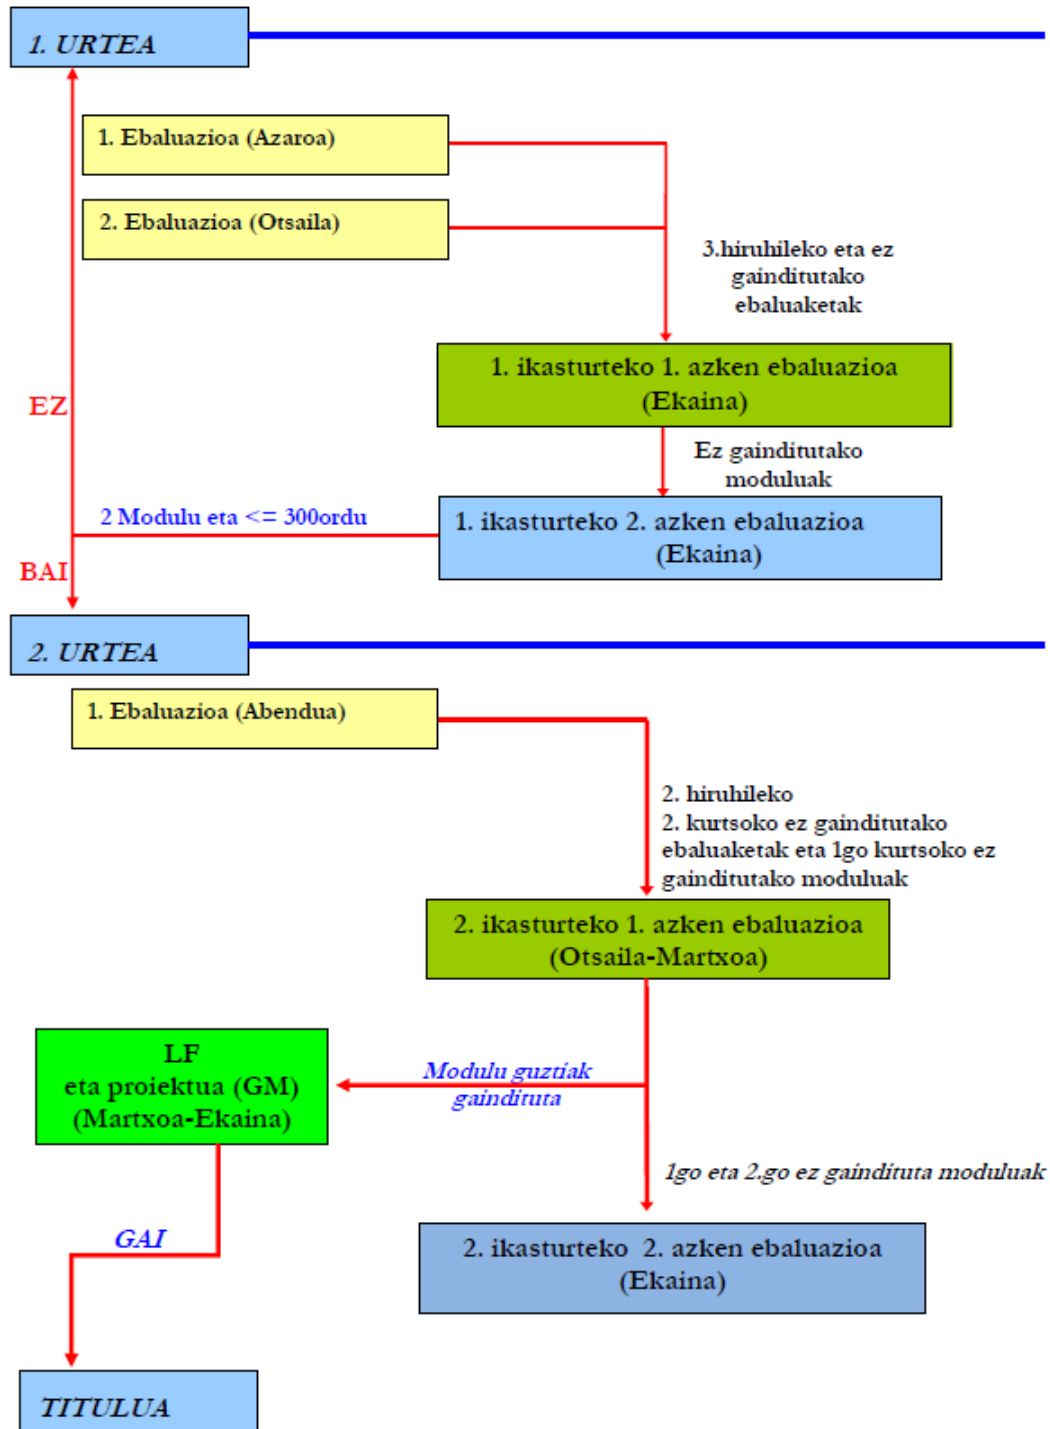 1. URTEA
1. Ebaluazioa (Azaroa)
2. Ebaluazioa (Otsaila)
3.hiruhileko eta ez
gainditutako
ebaluaketak
1. ikasturteko 1. azken ebaluazioa
(Ekaina)
EZ
Ez gainditutako
moduluak
2 Modulu eta <= 300ordu
1. ikasturteko 2. azken ebaluazioa
(Ekaina)
BAI
2. URTEA
1. Ebaluazioa (Abendua)
2. hiruhileko
2. kurtsoko ez gainditutako
ebaluaketak eta 1go kurtsoko ez
gainditutako moduluak
2. ikasturteko 1. azken ebaluazioa
(Otsaila-Martxoa)
LF
eta proiektua (GM)
(Martxoa-Ekaina)
Modulu guztiak
gaindituta
1go eta 2.go ez gaindituta moduluak
GAI
2. ikasturteko 2. azken ebaluazioa
(Ekaina)
TITULUA